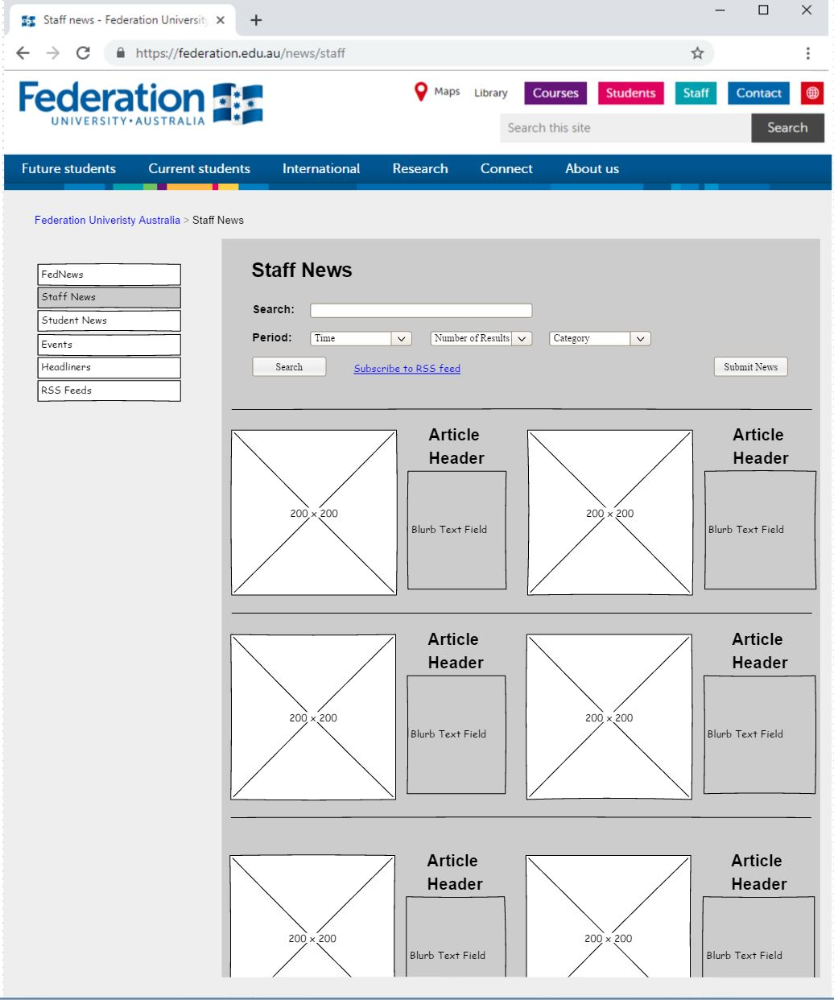 Staff news - Federation University
https://federation.edu.au/news/staff
Federation
UNIVERSITY • AUSTRALIA
Maps Library Courses Students Staff Contact
Search this site Search
Future students Current students International Research Connect About us
Federation Univeristy Australia > Staff News
FedNews
Staff News
Student News
Events
Headliners
RSS Feeds
Staff News
Search:
Period: Time Number of Results Category
Search Subscribe to RSS feed Submit News
200 x 200
Article
Header
Blurb Text Field
200 x 200
Article
Header
Blurb Text Field
200 x 200
Article
Header
Blurb Text Field
200 x 200
Article
Header
Blurb Text Field
200 x 200
Article
Header
Blurb Text Field
200 x 200
Article
Header
Blurb Text Field